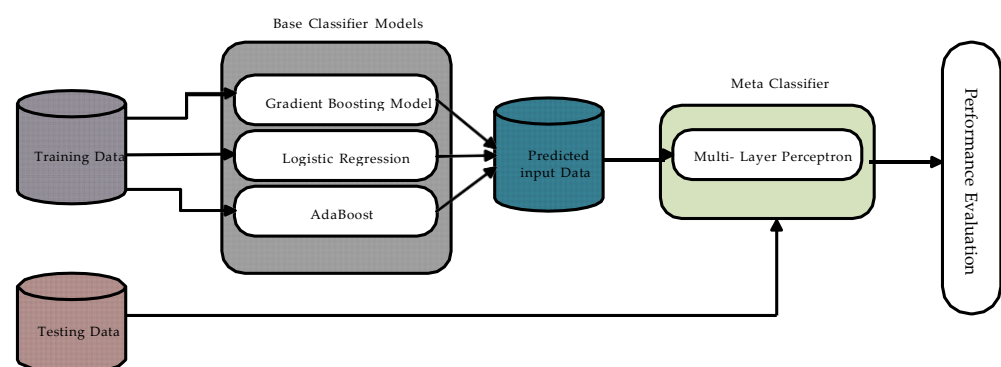 Base Classifier Models
Gradient Boosting Model
Training Data
Logistic Regression
AdaBoost
Predicted
input Data
Meta Classifier
Multi- Layer Perceptron
Performance Evaluation
Testing Data